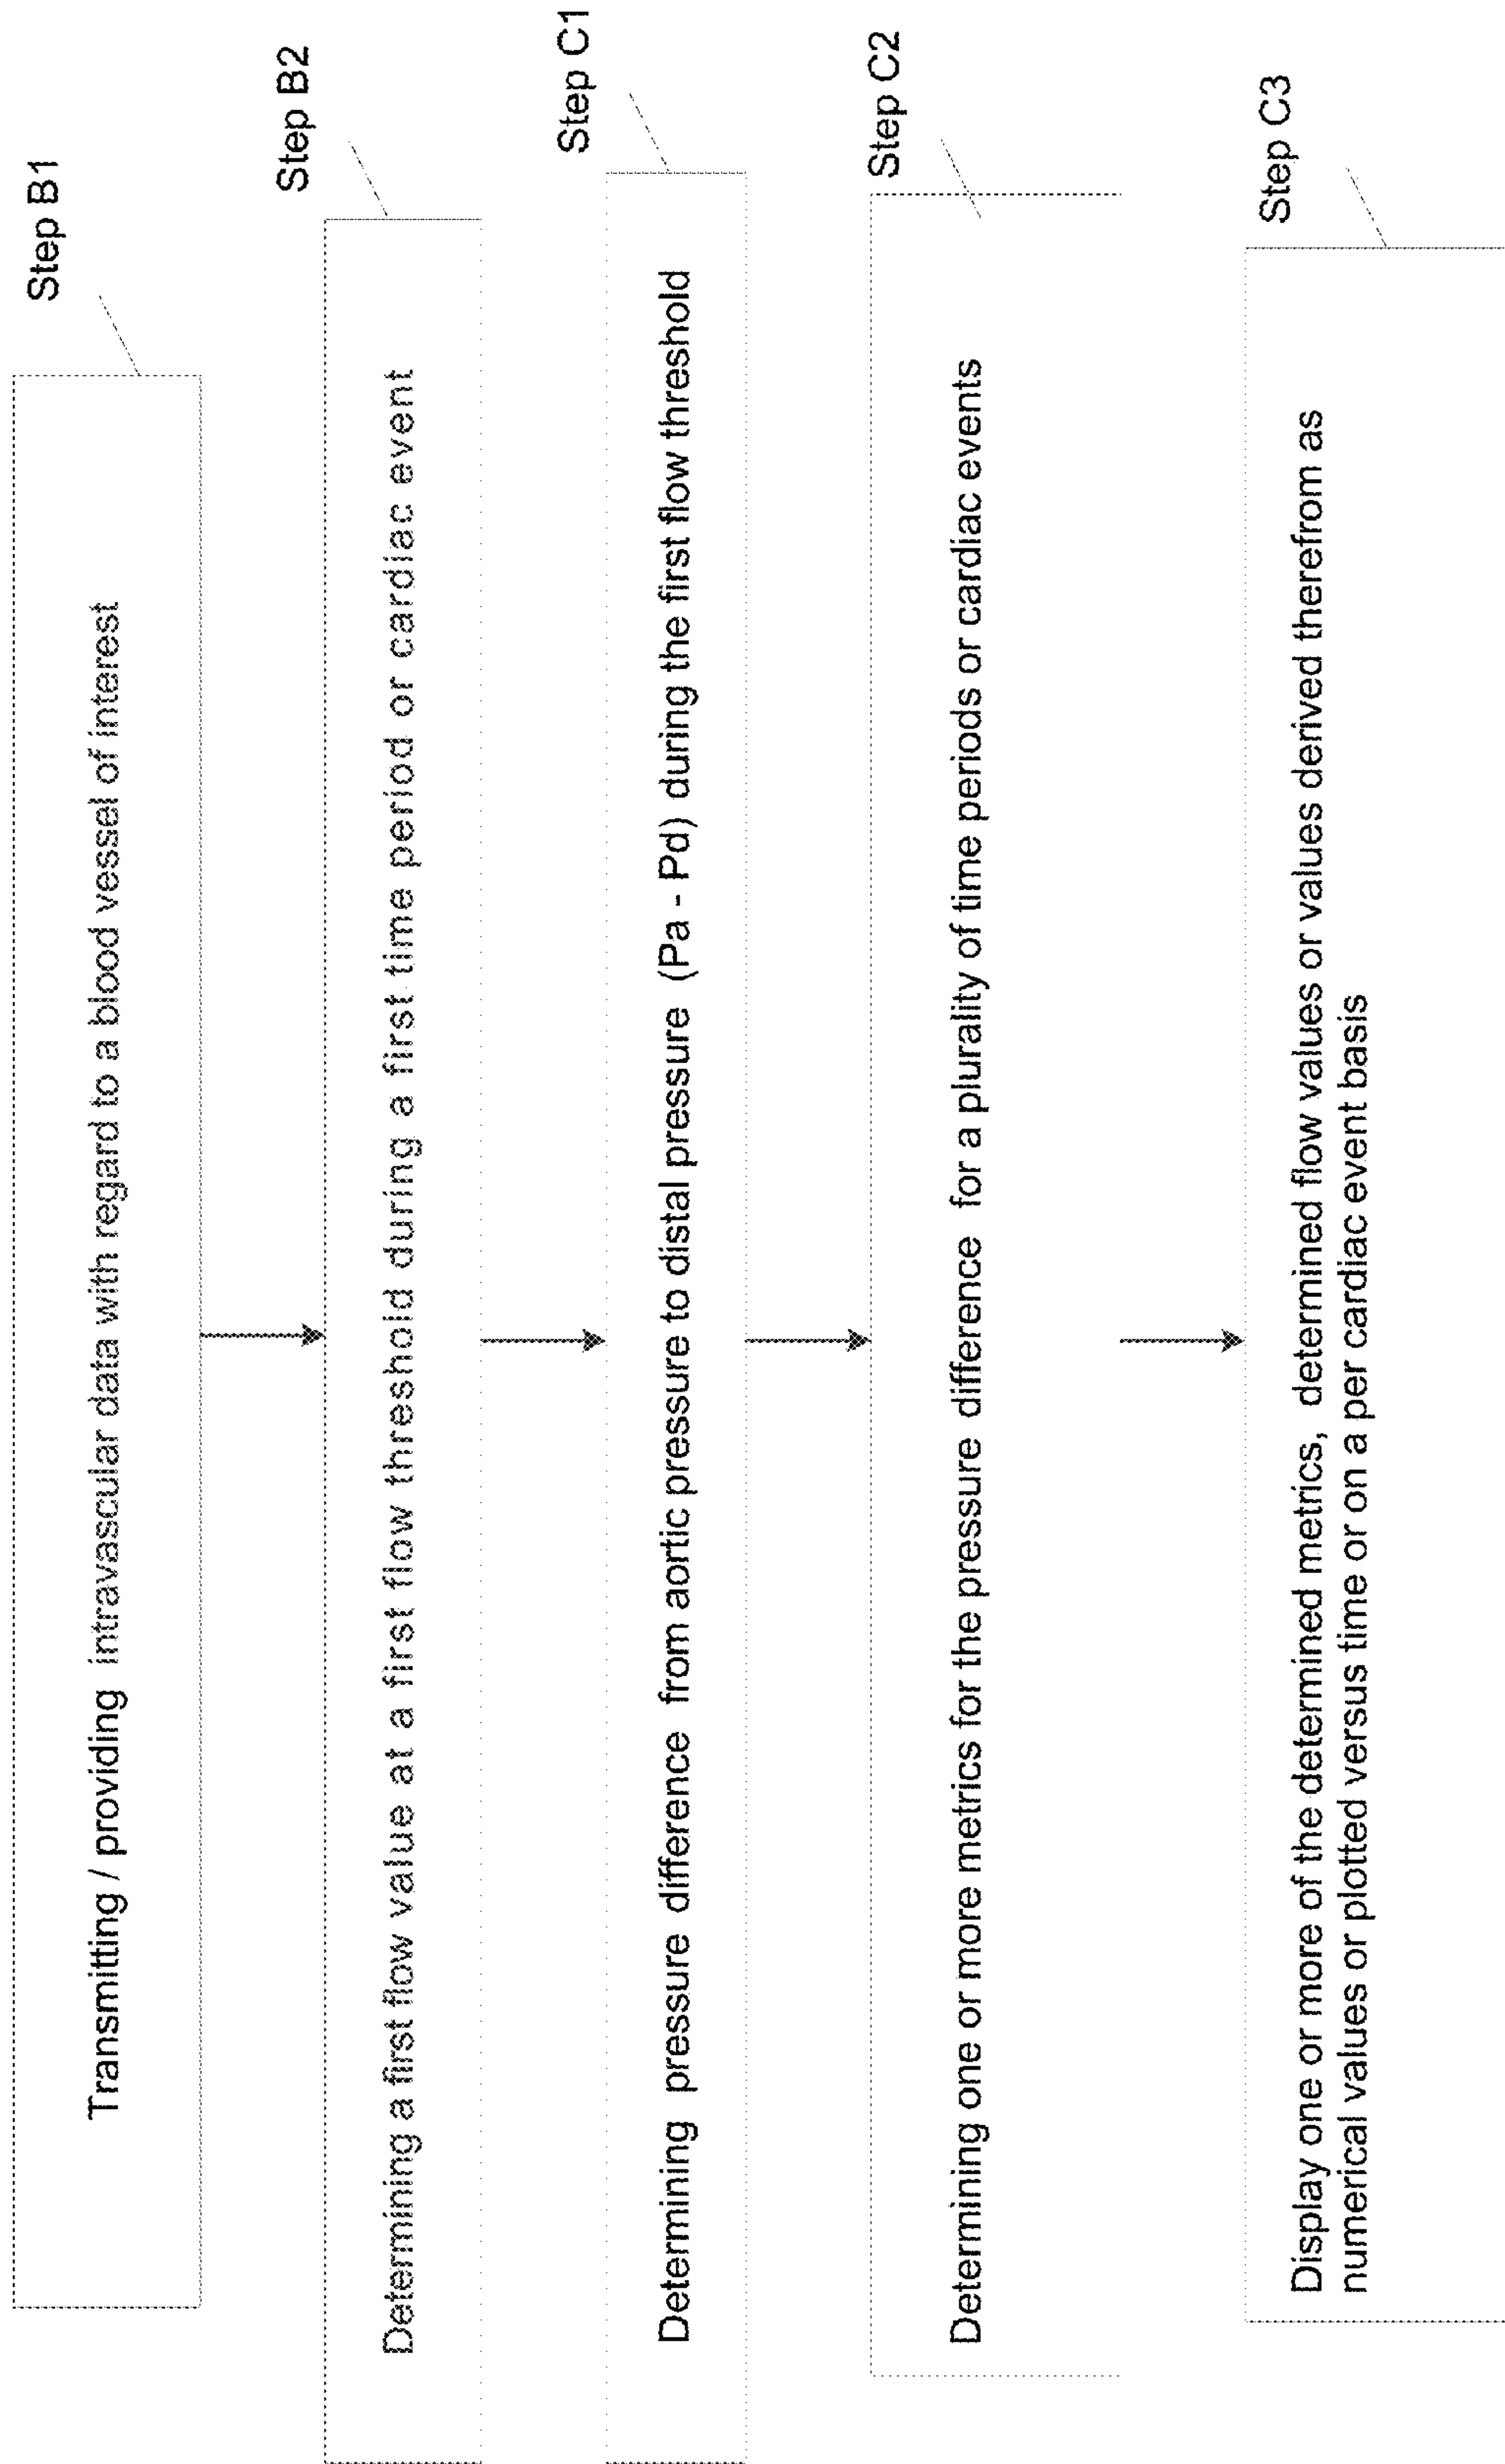 Step B1
Transmitting / providing intravascular data with regard to a blood vessel of interest
Step B2
Determining a first flow value at a first flow threshold during a first time period or cardiac event
Step C1
Determining pressure difference from aortic pressure to distal pressure (Pa - Pd) during the first flow threshold
Step C2
Determining one or more metrics for the pressure difference for a plurality of time periods or cardiac events
Step C3
Display one or more of the determined metrics, determined flow values or values derived therefrom as
numerical values or plotted versus time or on a per cardiac event basis